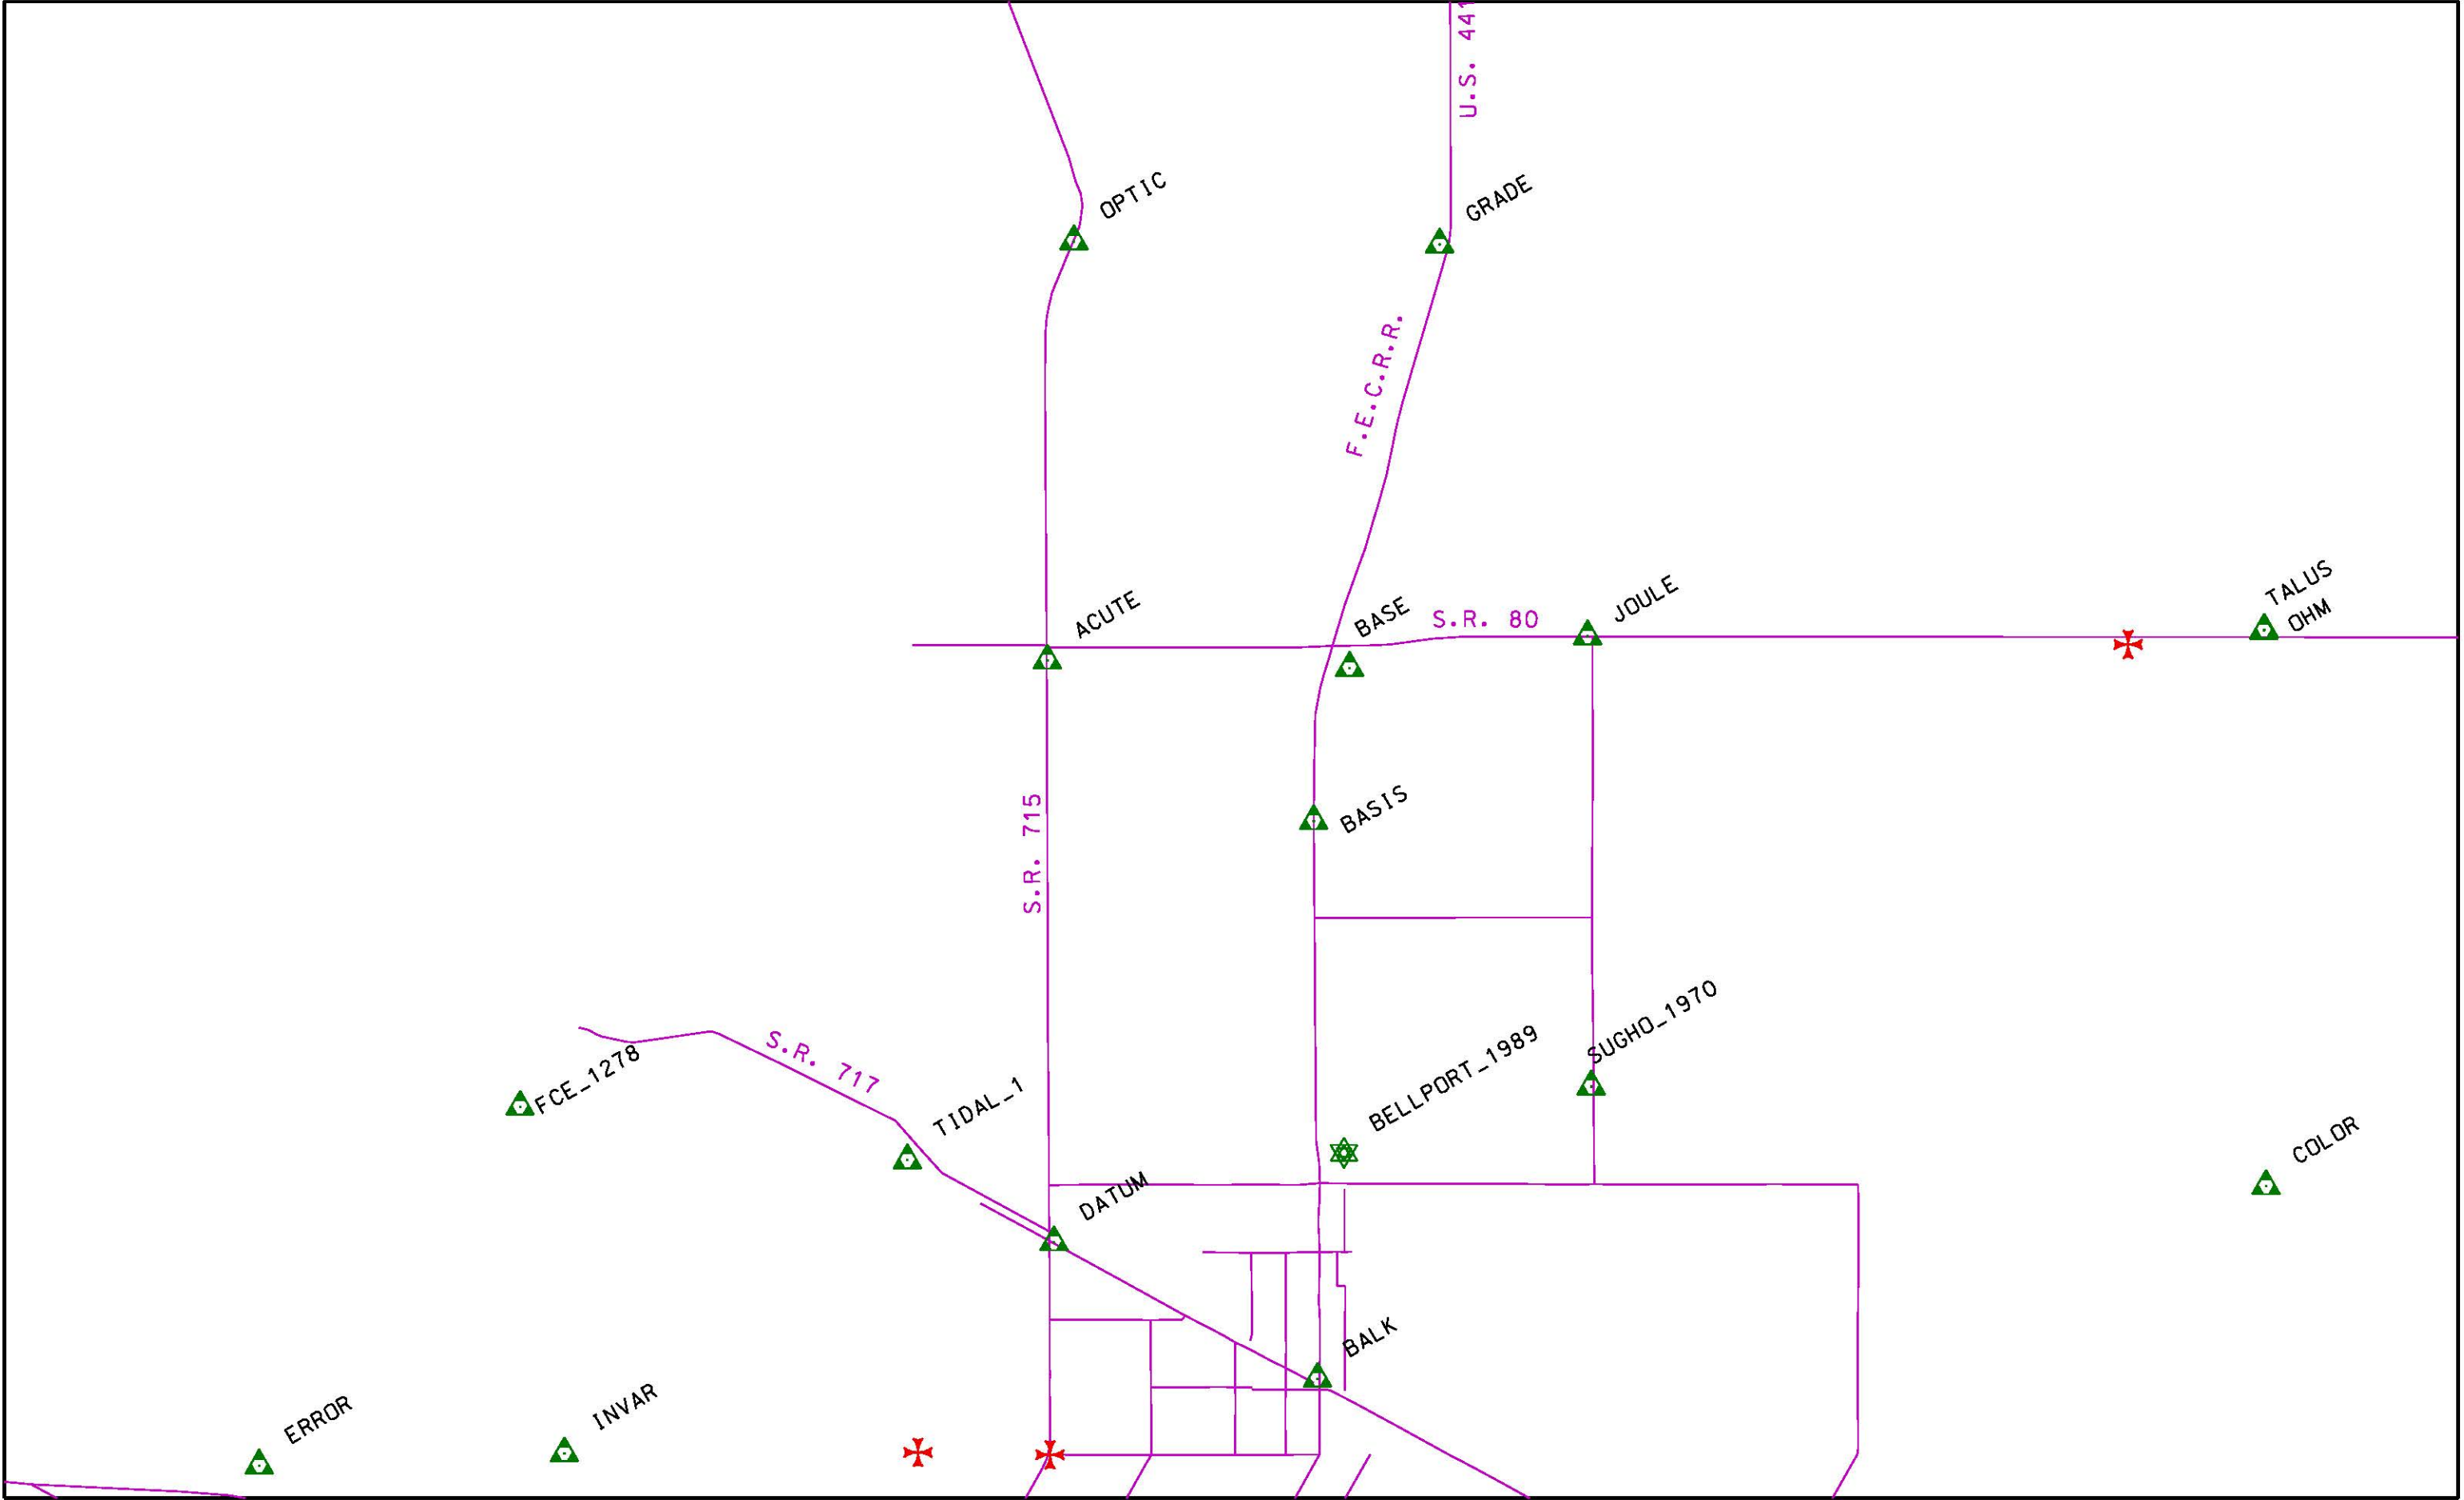 U.S. 441
OPTIC
GRADE
F.E.C.R.R.
ACUTE
BASE
S.R. 80
JOULE
TALUS
OHM
BASIS
S.R. 715
SUGHO_1970
S.R. 717
FCE_1278
TIDAL_1
BELLPORT_1989
COLOR
DATUM
BALK
ERROR
INVAR